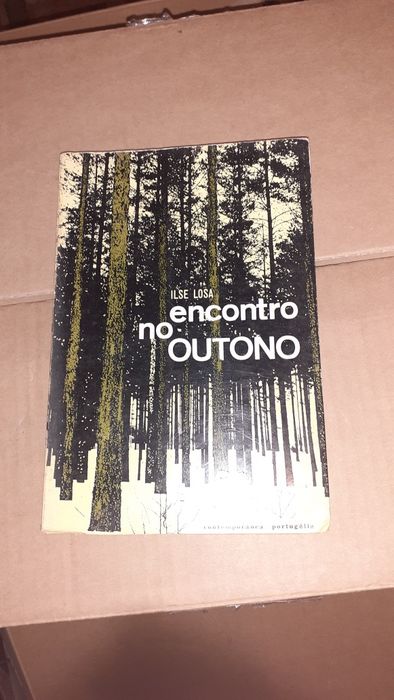 ILSE LOSA
encontro
no
OUTONO
contemporânea portugália